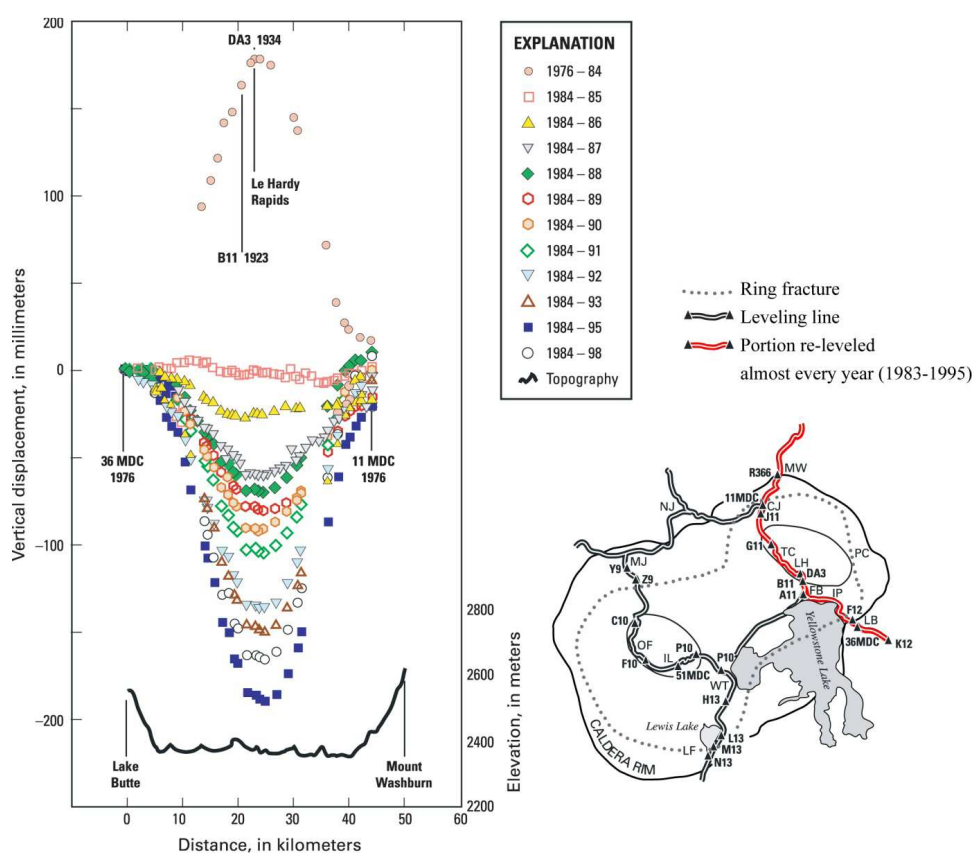 200
100
0
−100
−200
Vertical displacement, in millimeters
DA3 1934
Le Hardy
Rapids
B11 1923
36 MDC
1976
11 MDC
1976
Lake
Butte
Mount
Washburn
2800
2600
2400
2200
Elevation, in meters
0
10
20
30
40
50
60
Distance, in kilometers
EXPLANATION
1976 – 84
1984 – 85
1984 – 86
1984 – 87
1984 – 88
1984 – 89
1984 – 90
1984 – 91
1984 – 92
1984 – 93
1984 – 95
1984 – 98
Topography
Ring fracture
Leveling line
Portion re-leveled
almost every year (1983-1995)
R366
MW
11MDC
CJ
J11
NJ
G11
TC
PC
LH
DA3
MJ
Y9
Z9
B11
A11
FB
IP
F12
LB
36MDC
K12
C10
OF
F10
IL
P10
51MDC
P10
WT
H13
Yellowstone Lake
Lewis Lake
L13
LF
M13
N13
CALDERA RIM